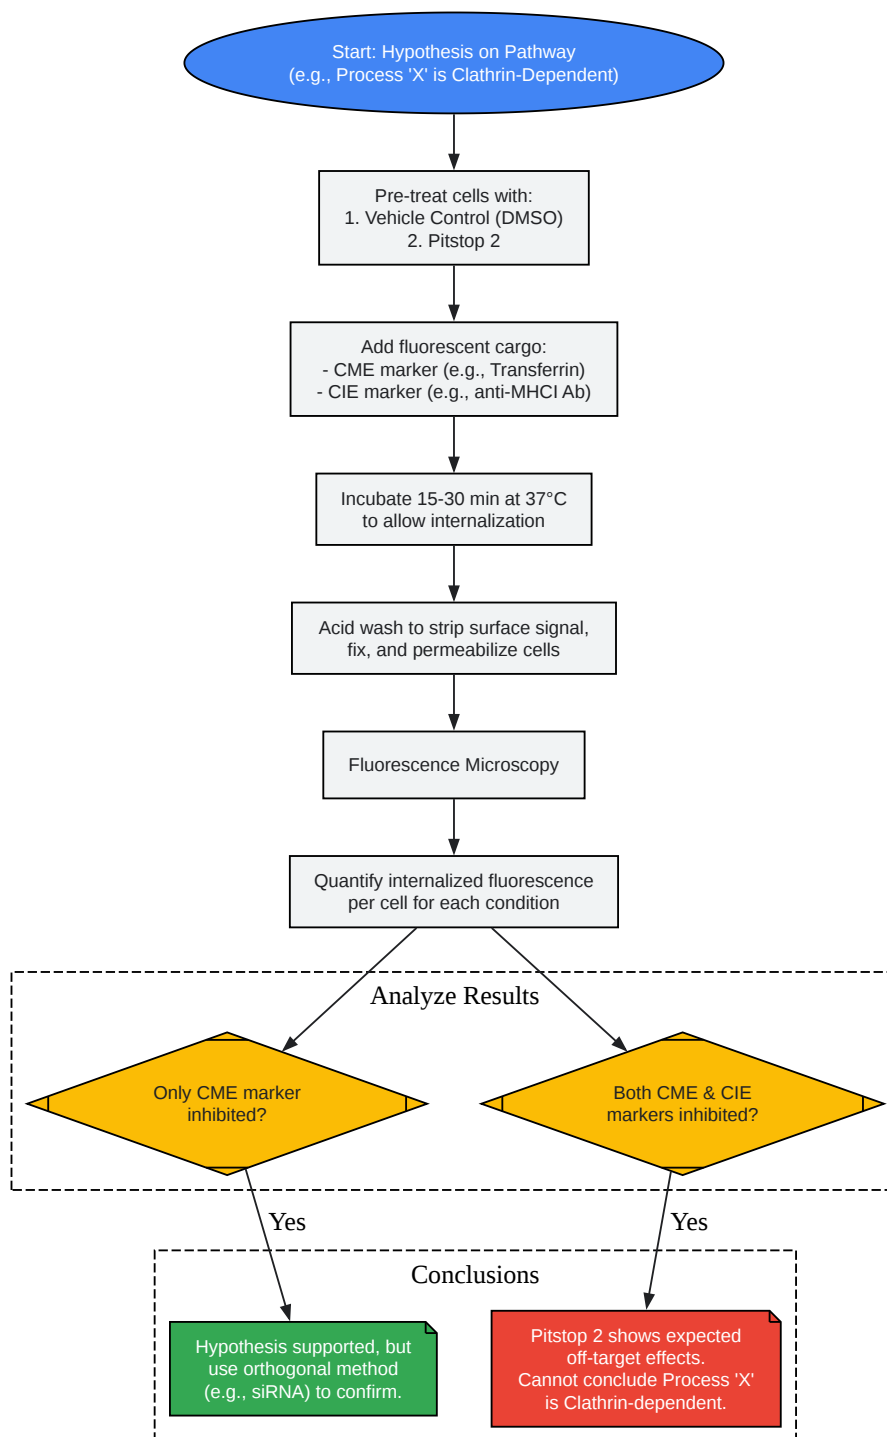 Start: Hypothesis on Pathway
(e.g., Process 'X' is Clathrin-Dependent)
Pre-treat cells with:
1. Vehicle Control (DMSO)
2. Pitstop 2
Add fluorescent cargo:
- CME marker (e.g., Transferrin)
- CIE marker (e.g., anti-MHCI Ab)
Incubate 15-30 min at 37°C
to allow internalization
Acid wash to strip surface signal,
fix, and permeabilize cells
Fluorescence Microscopy
Quantify internalized fluorescence
per cell for each condition
Analyze Results
Only CME marker
inhibited?
Both CME & CIE
markers inhibited?
Yes
Yes
Conclusions
Hypothesis supported, but
use orthogonal method
(e.g., siRNA) to confirm.
Pitstop 2 shows expected
off-target effects.
Cannot conclude Process 'X'
is Clathrin-dependent.